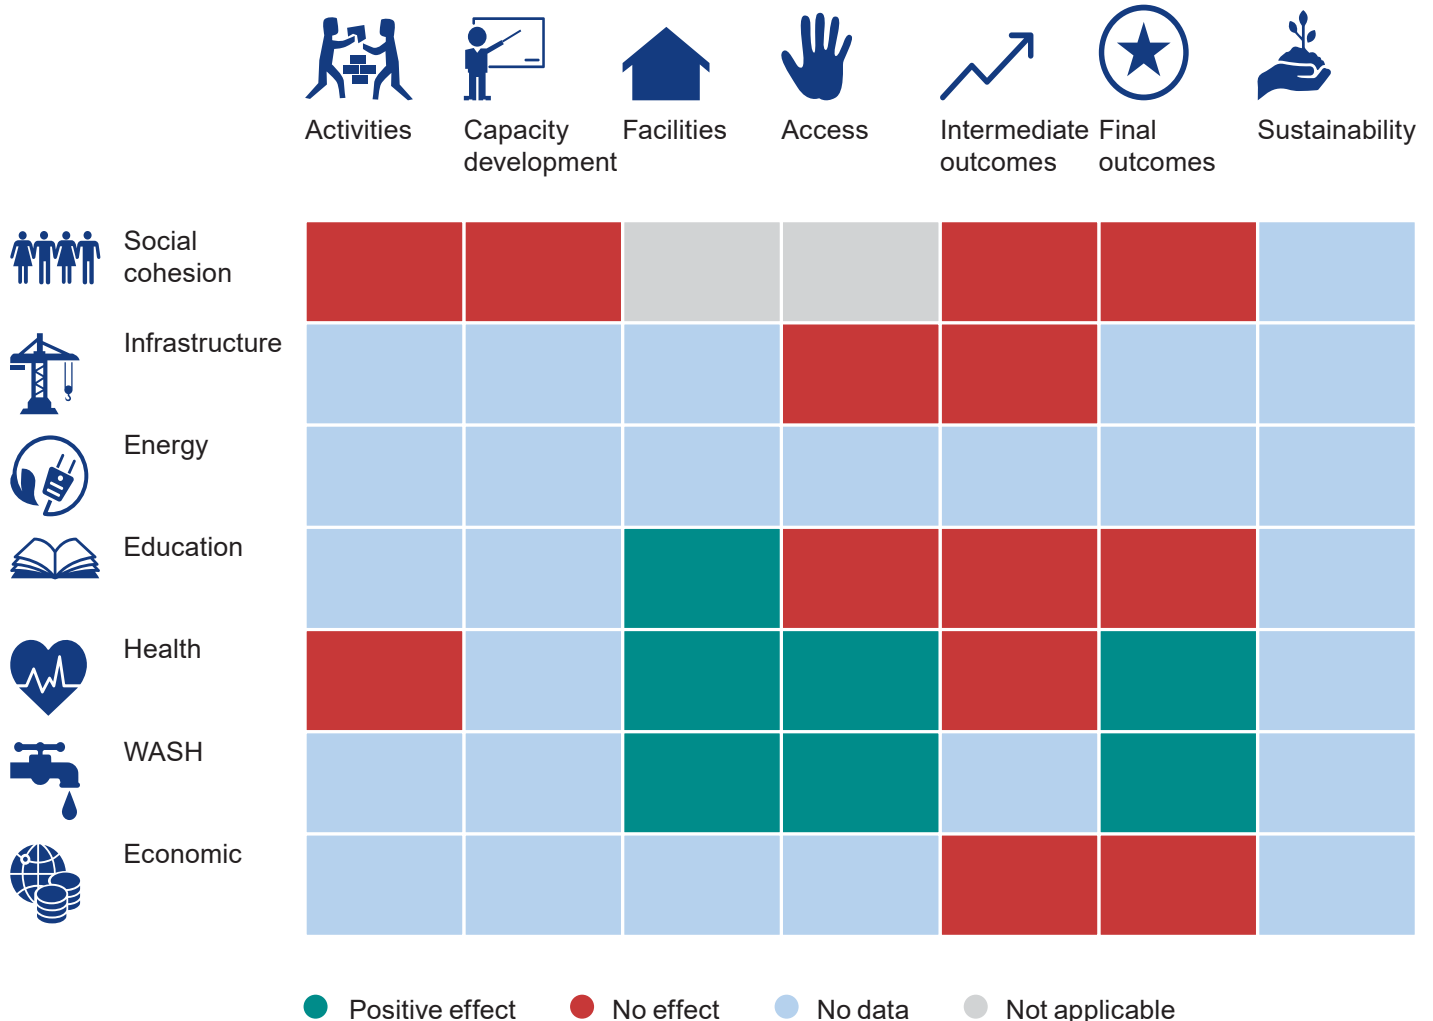 Activities
Capacity
development
Facilities
Access
Intermediate
outcomes
Final
outcomes
Sustainability
Social
cohesion
Infrastructure
Energy
Education
Health
WASH
Economic
Positive effect
No effect
No data
Not applicable